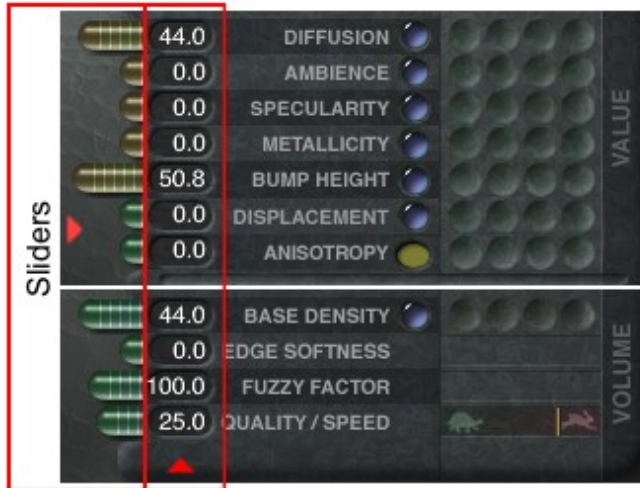 Sliders
44.0 DIFFUSION
0.0 AMBIENCE
0.0 SPECULARITY
0.0 METALLICITY
50.8 BUMP HEIGHT
0.0 DISPLACEMENT
0.0 ANISOTROPY
VALUE
44.0 BASE DENSITY
0.0 EDGE SOFTNESS
100.0 FUZZY FACTOR
25.0 QUALITY / SPEED
VOLUME